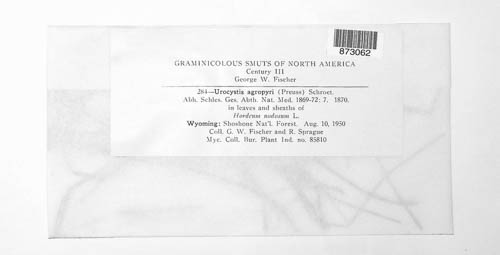 873062
GRAMINICOLOUS SMUTS OF NORTH AMERICA
Century III
George W. Fischer
284—Urocystis agropyri (Preuss) Schroet.
Abh. Schles. Ges. Abth. Nat. Med. 1869-72: 7. 1870.
in leaves and sheaths of
Hordeum nodosum L.
Wyoming: Shoshone Nat'l. Forest. Aug. 10, 1950
Coll. G. W. Fischer and R. Sprague
Myc. Coll. Bur. Plant Ind. no. 85810